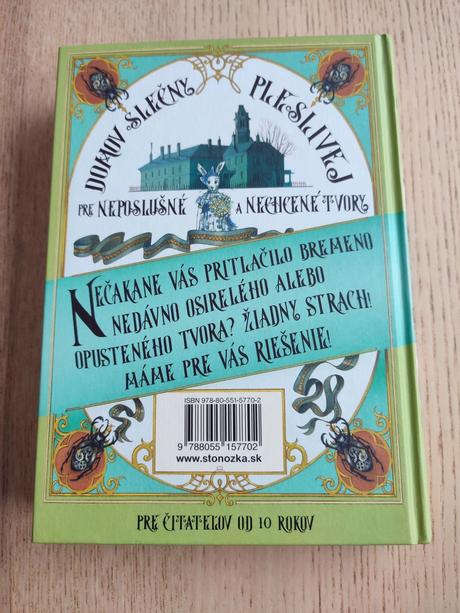 DOMOV SLEČNY PLESLIVEJ
PRE NEPOSLUŠNÉ A NECHCENÉ TVORY
NEČAKANE VÁS PRITLAČILO BREMENO
NEDÁVNO OSIRELÉHO ALEBO
OPUSTENÉHO TVORA? ŽIADNY STRACH!
MÁME PRE VÁS RIEŠENIE!
ISBN 978-80-551-5770-2
9 788055 157702
www.stonozka.sk
PRE ČITATEĽOV OD 10 ROKOV